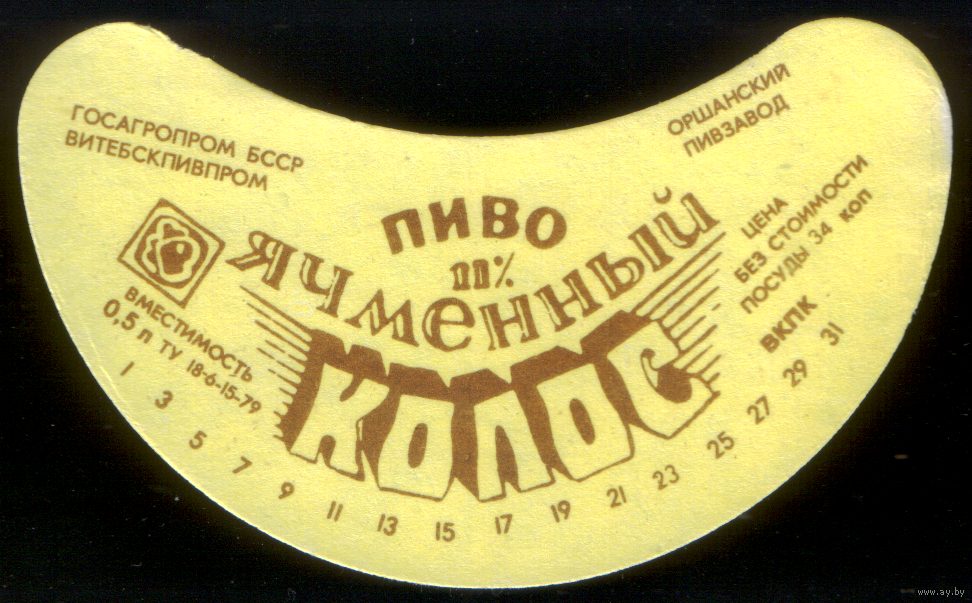 ГОСАГРОПРОМ БССР
ВИТЕБСКПИВПРОМ
ОРШАНСКИЙ
ПИВЗАВОД
ПИВО
11%
ЯЧМЕННЫЙ
КОЛОС
ВМЕСТИМОСТЬ
0,5 л ТУ 18-6-15-79
ЦЕНА
БЕЗ СТОИМОСТИ
ПОСУДЫ 34 коп
ВКПК
1 3 5 7 9 11 13 15 17 19 21 23 25 27 29 31
www.ay.by